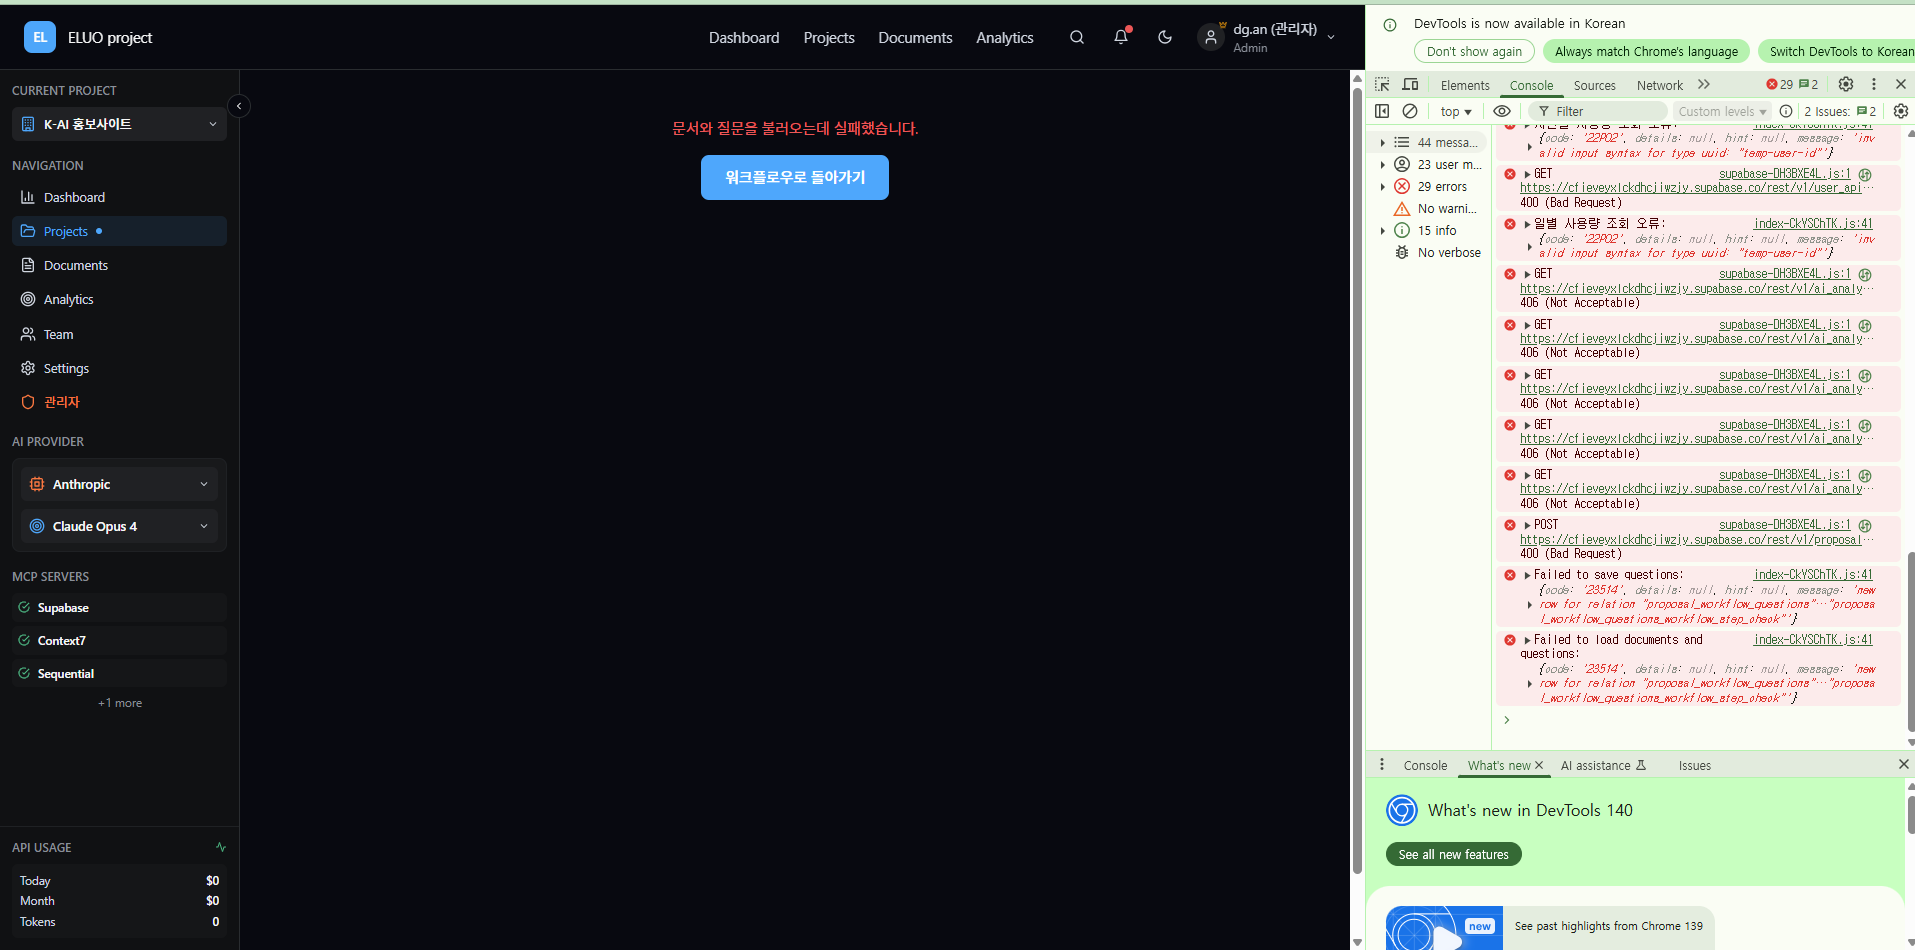 EL
ELUO project
Dashboard
Projects
Documents
Analytics
dg.an (관리자)
Admin
CURRENT PROJECT
K-AI 홍보사이트
NAVIGATION
Dashboard
Projects
Documents
Analytics
Team
Settings
관리자
AI PROVIDER
Anthropic
Claude Opus 4
MCP SERVERS
Supabase
Context7
Sequential
+1 more
API USAGE
Today $0
Month $0
Tokens 0
문서와 질문을 불러오는데 실패했습니다.
워크플로우로 돌아가기
DevTools is now available in Korean
Don't show again
Always match Chrome's language
Switch DevTools to Korean
Elements
Console
Sources
Network
29
2
top
Filter
Custom levels
2 Issues:
2
44 messa...
23 user m...
29 errors
No warni...
15 info
No verbose
사용량 조회 오류:
{code: '22P02', details: null, hint: null, message: 'inv
alid input syntax for type uuid: "temp-user-id"'}
GET supabase-DH3BXE4L.js:1
https://cfieveyxlckdhcjiwzjy.supabase.co/rest/v1/user_api…
400 (Bad Request)
일별 사용량 조회 오류: index-CkYSChTK.js:41
{code: '22P02', details: null, hint: null, message: 'inv
alid input syntax for type uuid: "temp-user-id"'}
GET supabase-DH3BXE4L.js:1
https://cfieveyxlckdhcjiwzjy.supabase.co/rest/v1/ai_analy…
406 (Not Acceptable)
GET supabase-DH3BXE4L.js:1
https://cfieveyxlckdhcjiwzjy.supabase.co/rest/v1/ai_analy…
406 (Not Acceptable)
GET supabase-DH3BXE4L.js:1
https://cfieveyxlckdhcjiwzjy.supabase.co/rest/v1/ai_analy…
406 (Not Acceptable)
GET supabase-DH3BXE4L.js:1
https://cfieveyxlckdhcjiwzjy.supabase.co/rest/v1/ai_analy…
406 (Not Acceptable)
GET supabase-DH3BXE4L.js:1
https://cfieveyxlckdhcjiwzjy.supabase.co/rest/v1/ai_analy…
406 (Not Acceptable)
POST supabase-DH3BXE4L.js:1
https://cfieveyxlckdhcjiwzjy.supabase.co/rest/v1/proposal…
400 (Bad Request)
Failed to save questions: index-CkYSChTK.js:41
{code: '23514', details: null, hint: null, message: 'new
row for relation "proposal_workflow_questions"…"proposa
l_workflow_questions_workflow_step_check"'}
Failed to load documents and index-CkYSChTK.js:41
questions:
{code: '23514', details: null, hint: null, message: 'new
row for relation "proposal_workflow_questions"…"proposa
l_workflow_questions_workflow_step_check"'}
Console
What's new
AI assistance
Issues
What's new in DevTools 140
See all new features
new
See past highlights from Chrome 139